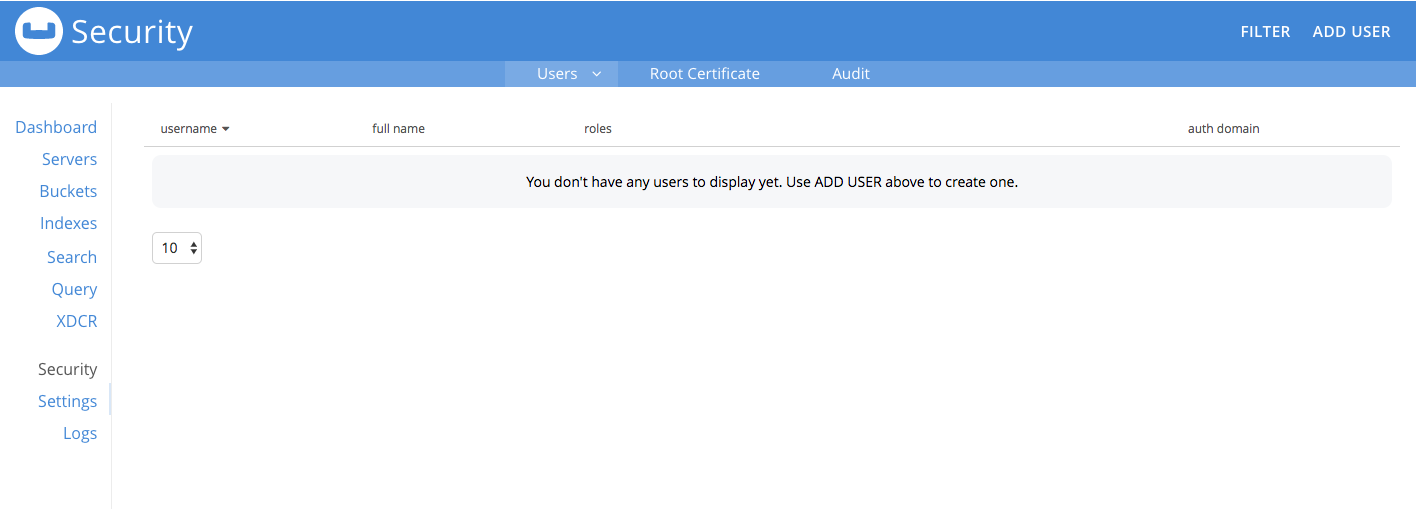 Security
FILTER ADD USER
Users Root Certificate Audit
Dashboard
Servers
Buckets
Indexes
Search
Query
XDCR
Security
Settings
Logs
username full name roles auth domain
You don't have any users to display yet. Use ADD USER above to create one.
10